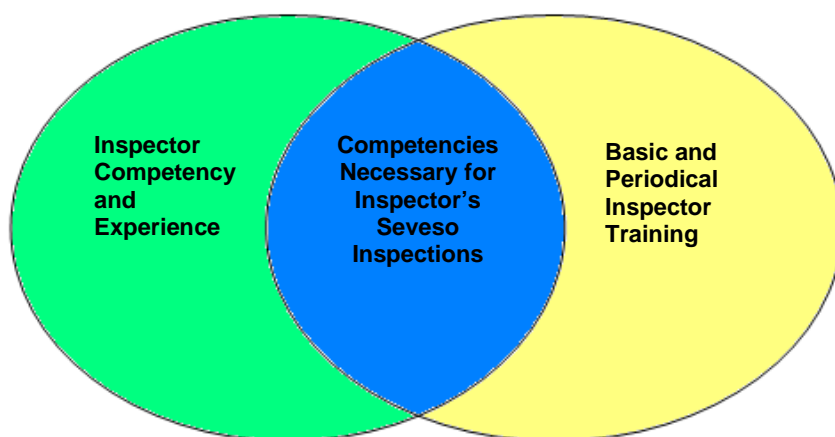 Inspector
Competency
and
Experience
Competencies
Necessary for
Inspector’s
Seveso
Inspections
Basic and
Periodical
Inspector
Training